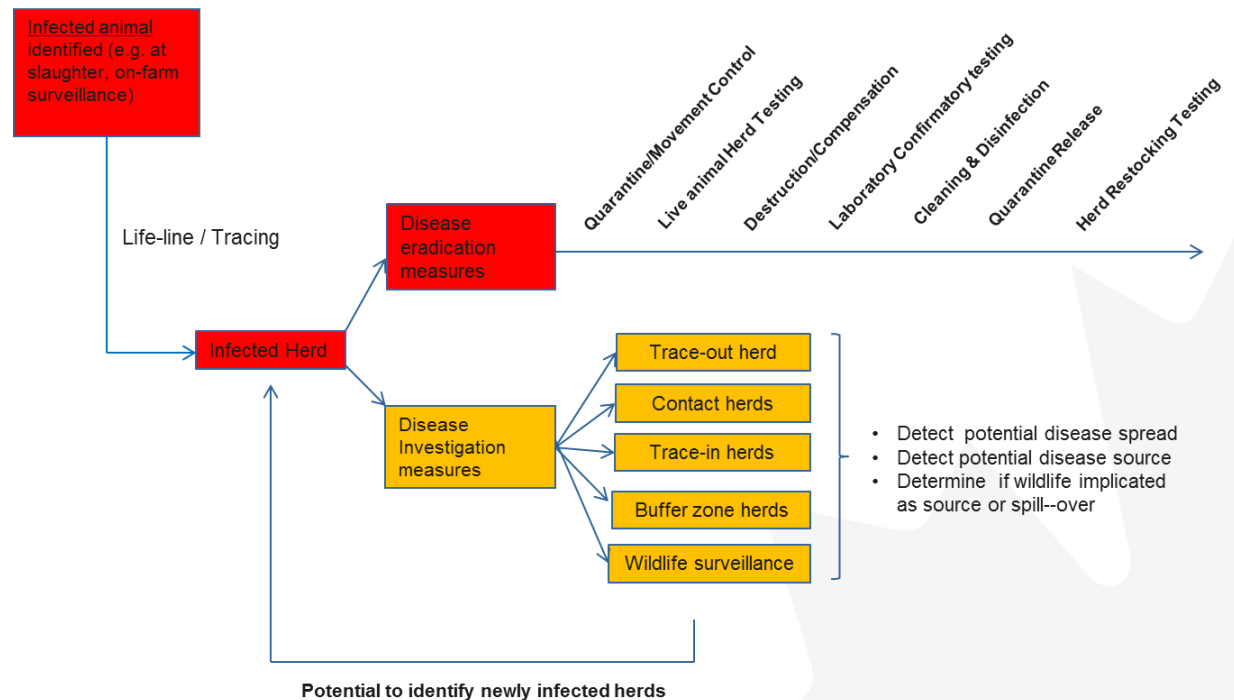 Infected animal
identified (e.g. at
slaughter, on-farm
surveillance)
Quarantine/Movement Control
Live animal Herd Testing
Destruction/Compensation
Laboratory Confirmatory testing
Cleaning & Disinfection
Quarantine Release
Herd Restocking Testing
Life-line / Tracing
Disease
eradication
measures
Infected Herd
Disease
Investigation
measures
Trace-out herd
Contact herds
Trace-in herds
Buffer zone herds
Wildlife surveillance
• Detect potential disease spread
• Detect potential disease source
• Determine if wildlife implicated
as source or spill--over
Potential to identify newly infected herds